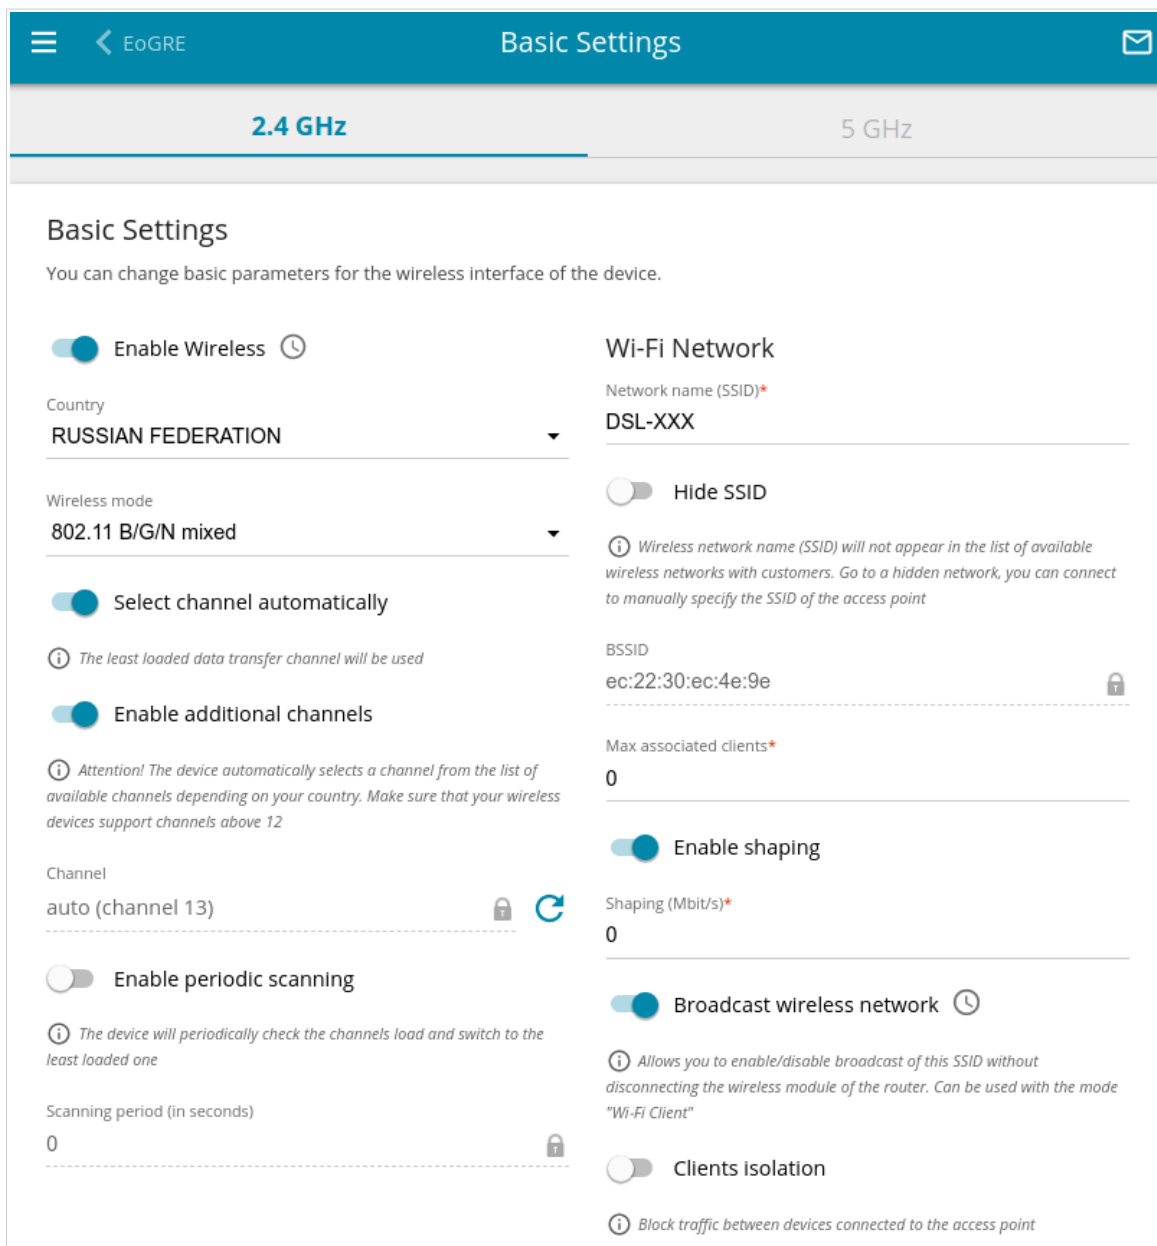 EoGRE
Basic Settings
2.4 GHz
5 GHz
Basic Settings
You can change basic parameters for the wireless interface of the device.
Enable Wireless
Country
RUSSIAN FEDERATION
Wireless mode
802.11 B/G/N mixed
Select channel automatically
The least loaded data transfer channel will be used
Enable additional channels
Attention! The device automatically selects a channel from the list of
available channels depending on your country. Make sure that your wireless
devices support channels above 12
Channel
auto (channel 13)
Enable periodic scanning
The device will periodically check the channels load and switch to the
least loaded one
Scanning period (in seconds)
0
Wi-Fi Network
Network name (SSID)*
DSL-XXX
Hide SSID
Wireless network name (SSID) will not appear in the list of available
wireless networks with customers. Go to a hidden network, you can connect
to manually specify the SSID of the access point
BSSID
ec:22:30:ec:4e:9e
Max associated clients*
0
Enable shaping
Shaping (Mbit/s)*
0
Broadcast wireless network
Allows you to enable/disable broadcast of this SSID without
disconnecting the wireless module of the router. Can be used with the mode
"Wi-Fi Client"
Clients isolation
Block traffic between devices connected to the access point